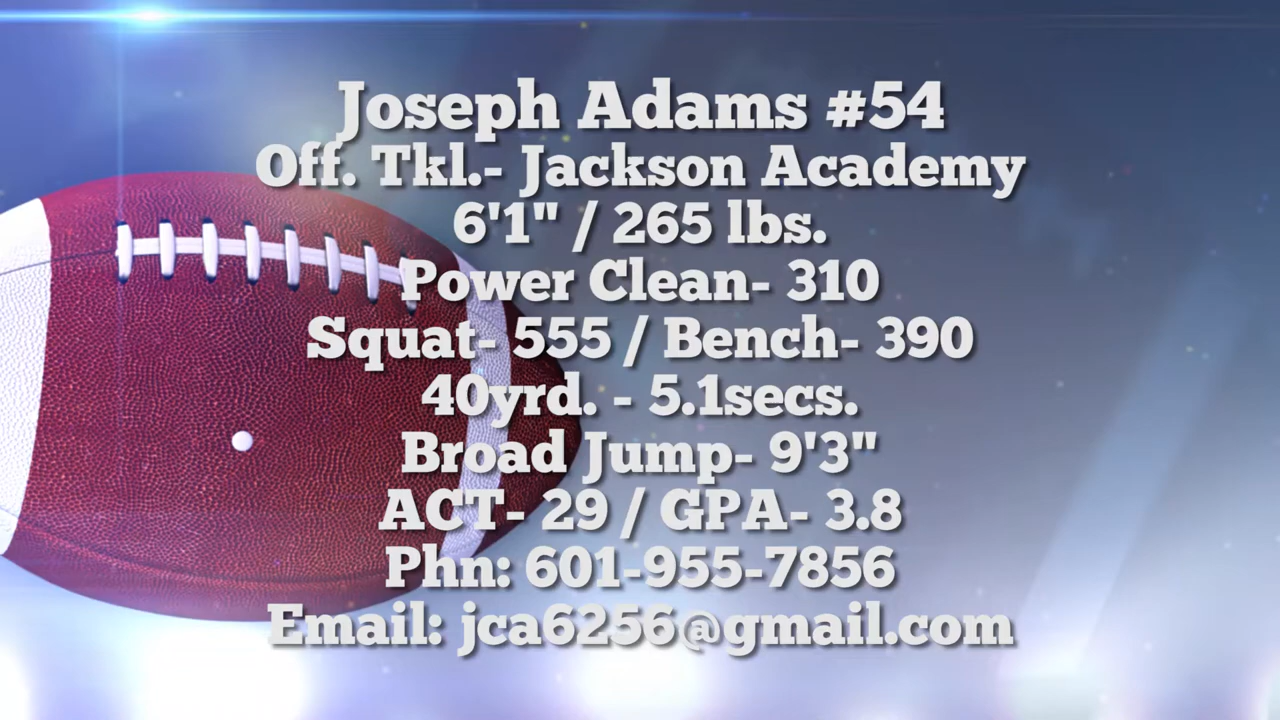 Joseph Adams #54
Off. Tkl.- Jackson Academy
6'1" / 265 lbs.
Power Clean- 310
Squat- 555 / Bench- 390
40yrd. - 5.1secs.
Broad Jump- 9'3"
ACT- 29 / GPA- 3.8
Phn: 601-955-7856
Email: jca6256@gmail.com